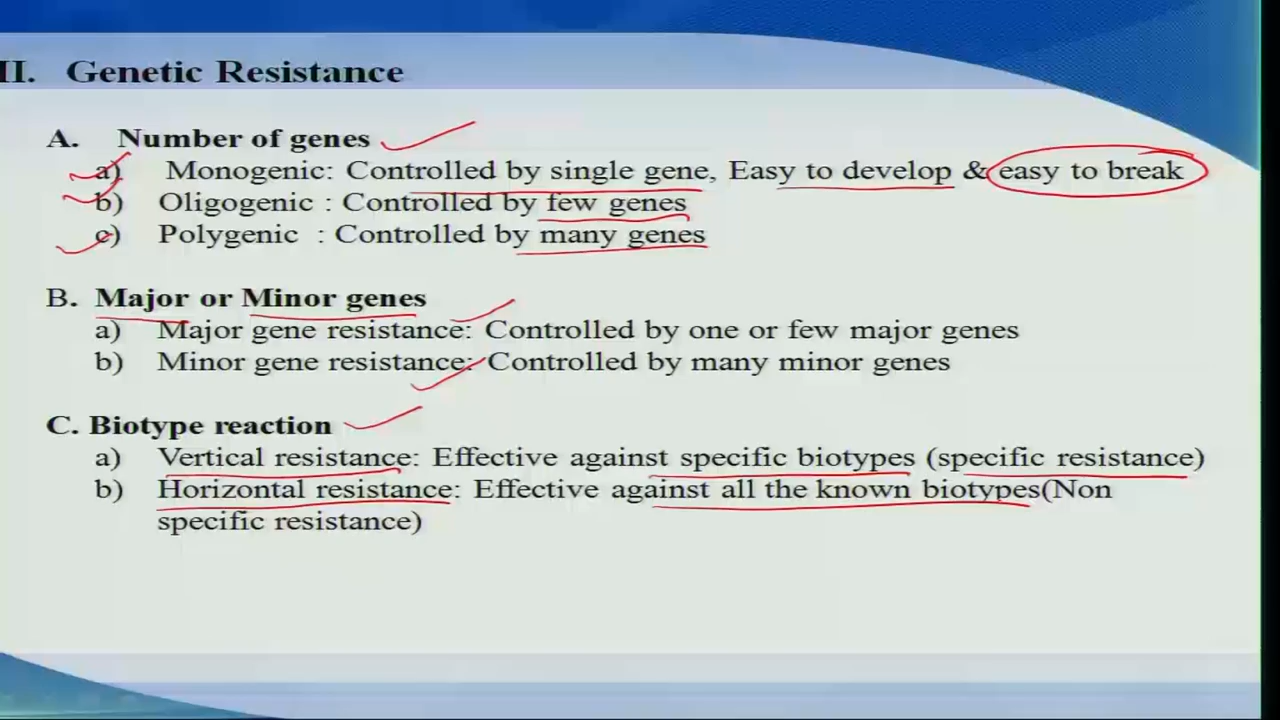 II. Genetic Resistance
A. Number of genes
a) Monogenic: Controlled by single gene, Easy to develop & easy to break
b) Oligogenic : Controlled by few genes
c) Polygenic : Controlled by many genes
B. Major or Minor genes
a) Major gene resistance: Controlled by one or few major genes
b) Minor gene resistance: Controlled by many minor genes
C. Biotype reaction
a) Vertical resistance: Effective against specific biotypes (specific resistance)
b) Horizontal resistance: Effective against all the known biotypes(Non
specific resistance)